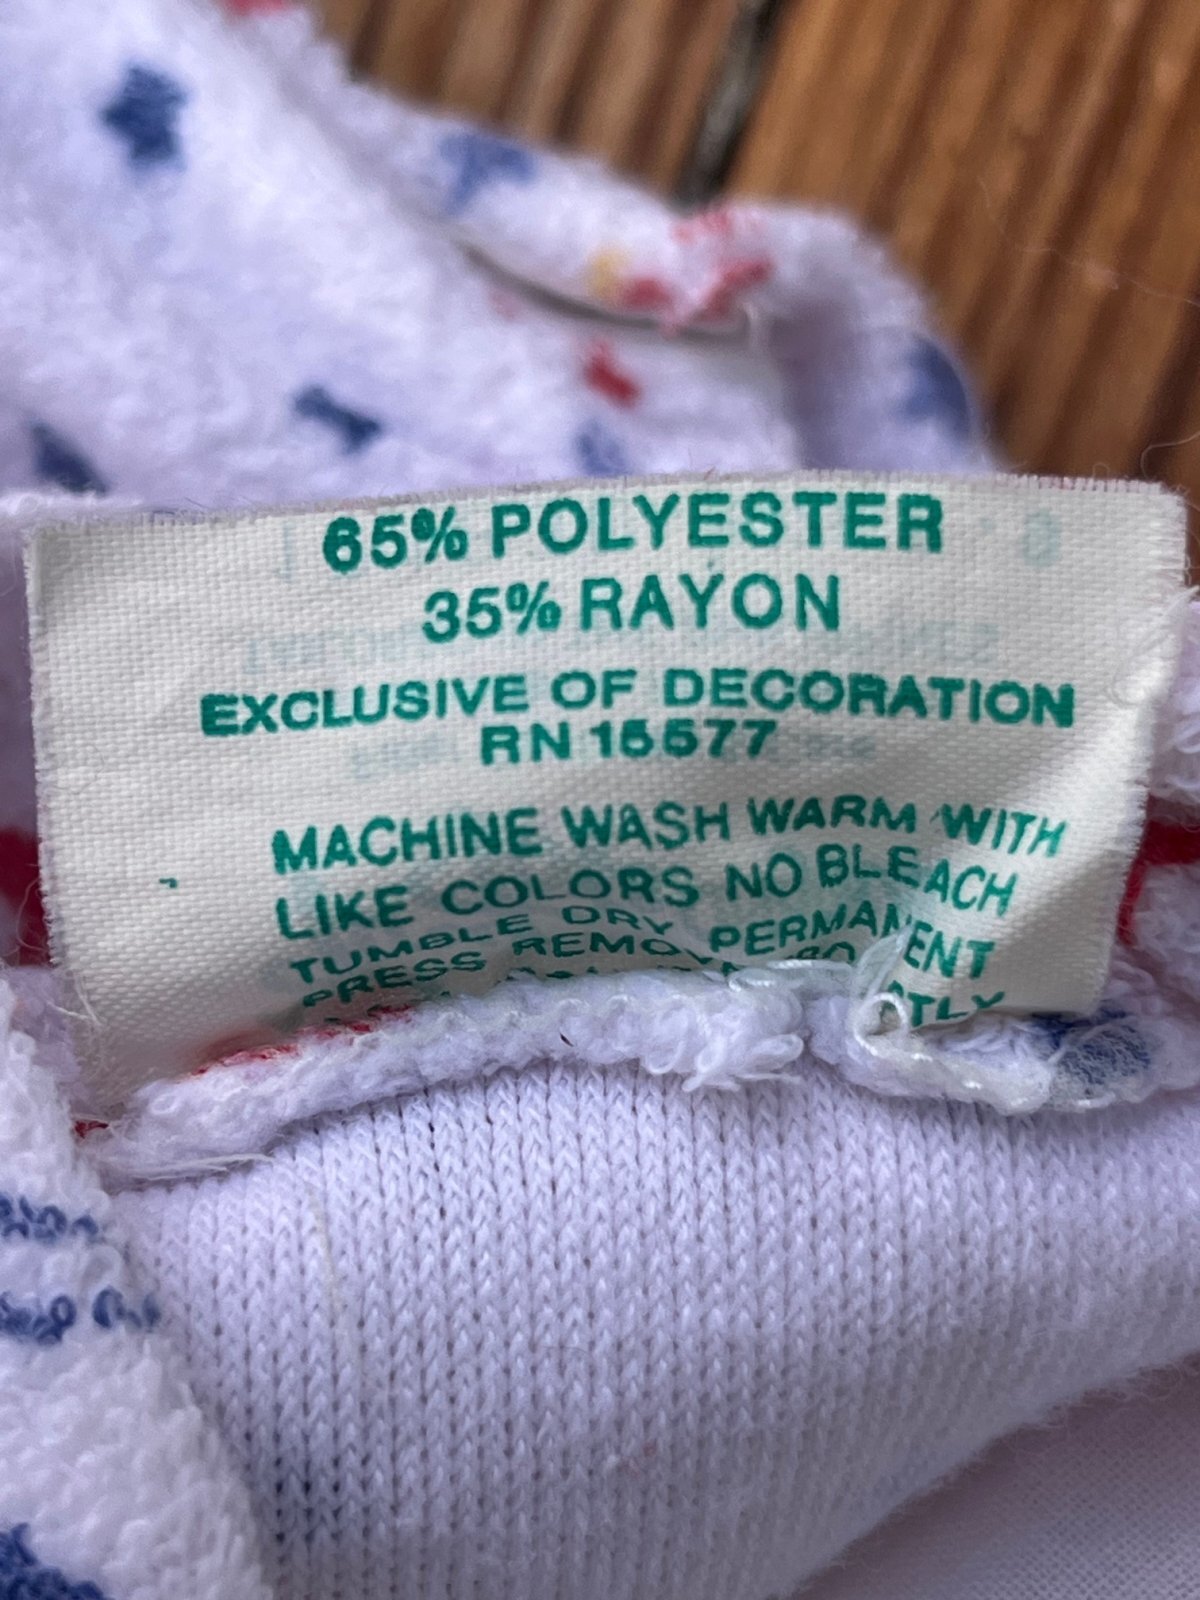 65% POLYESTER
35% RAYON
EXCLUSIVE OF DECORATION
RN 15577
MACHINE WASH WARM WITH
LIKE COLORS NO BLEACH
TUMBLE DRY PERMANENT
PRESS